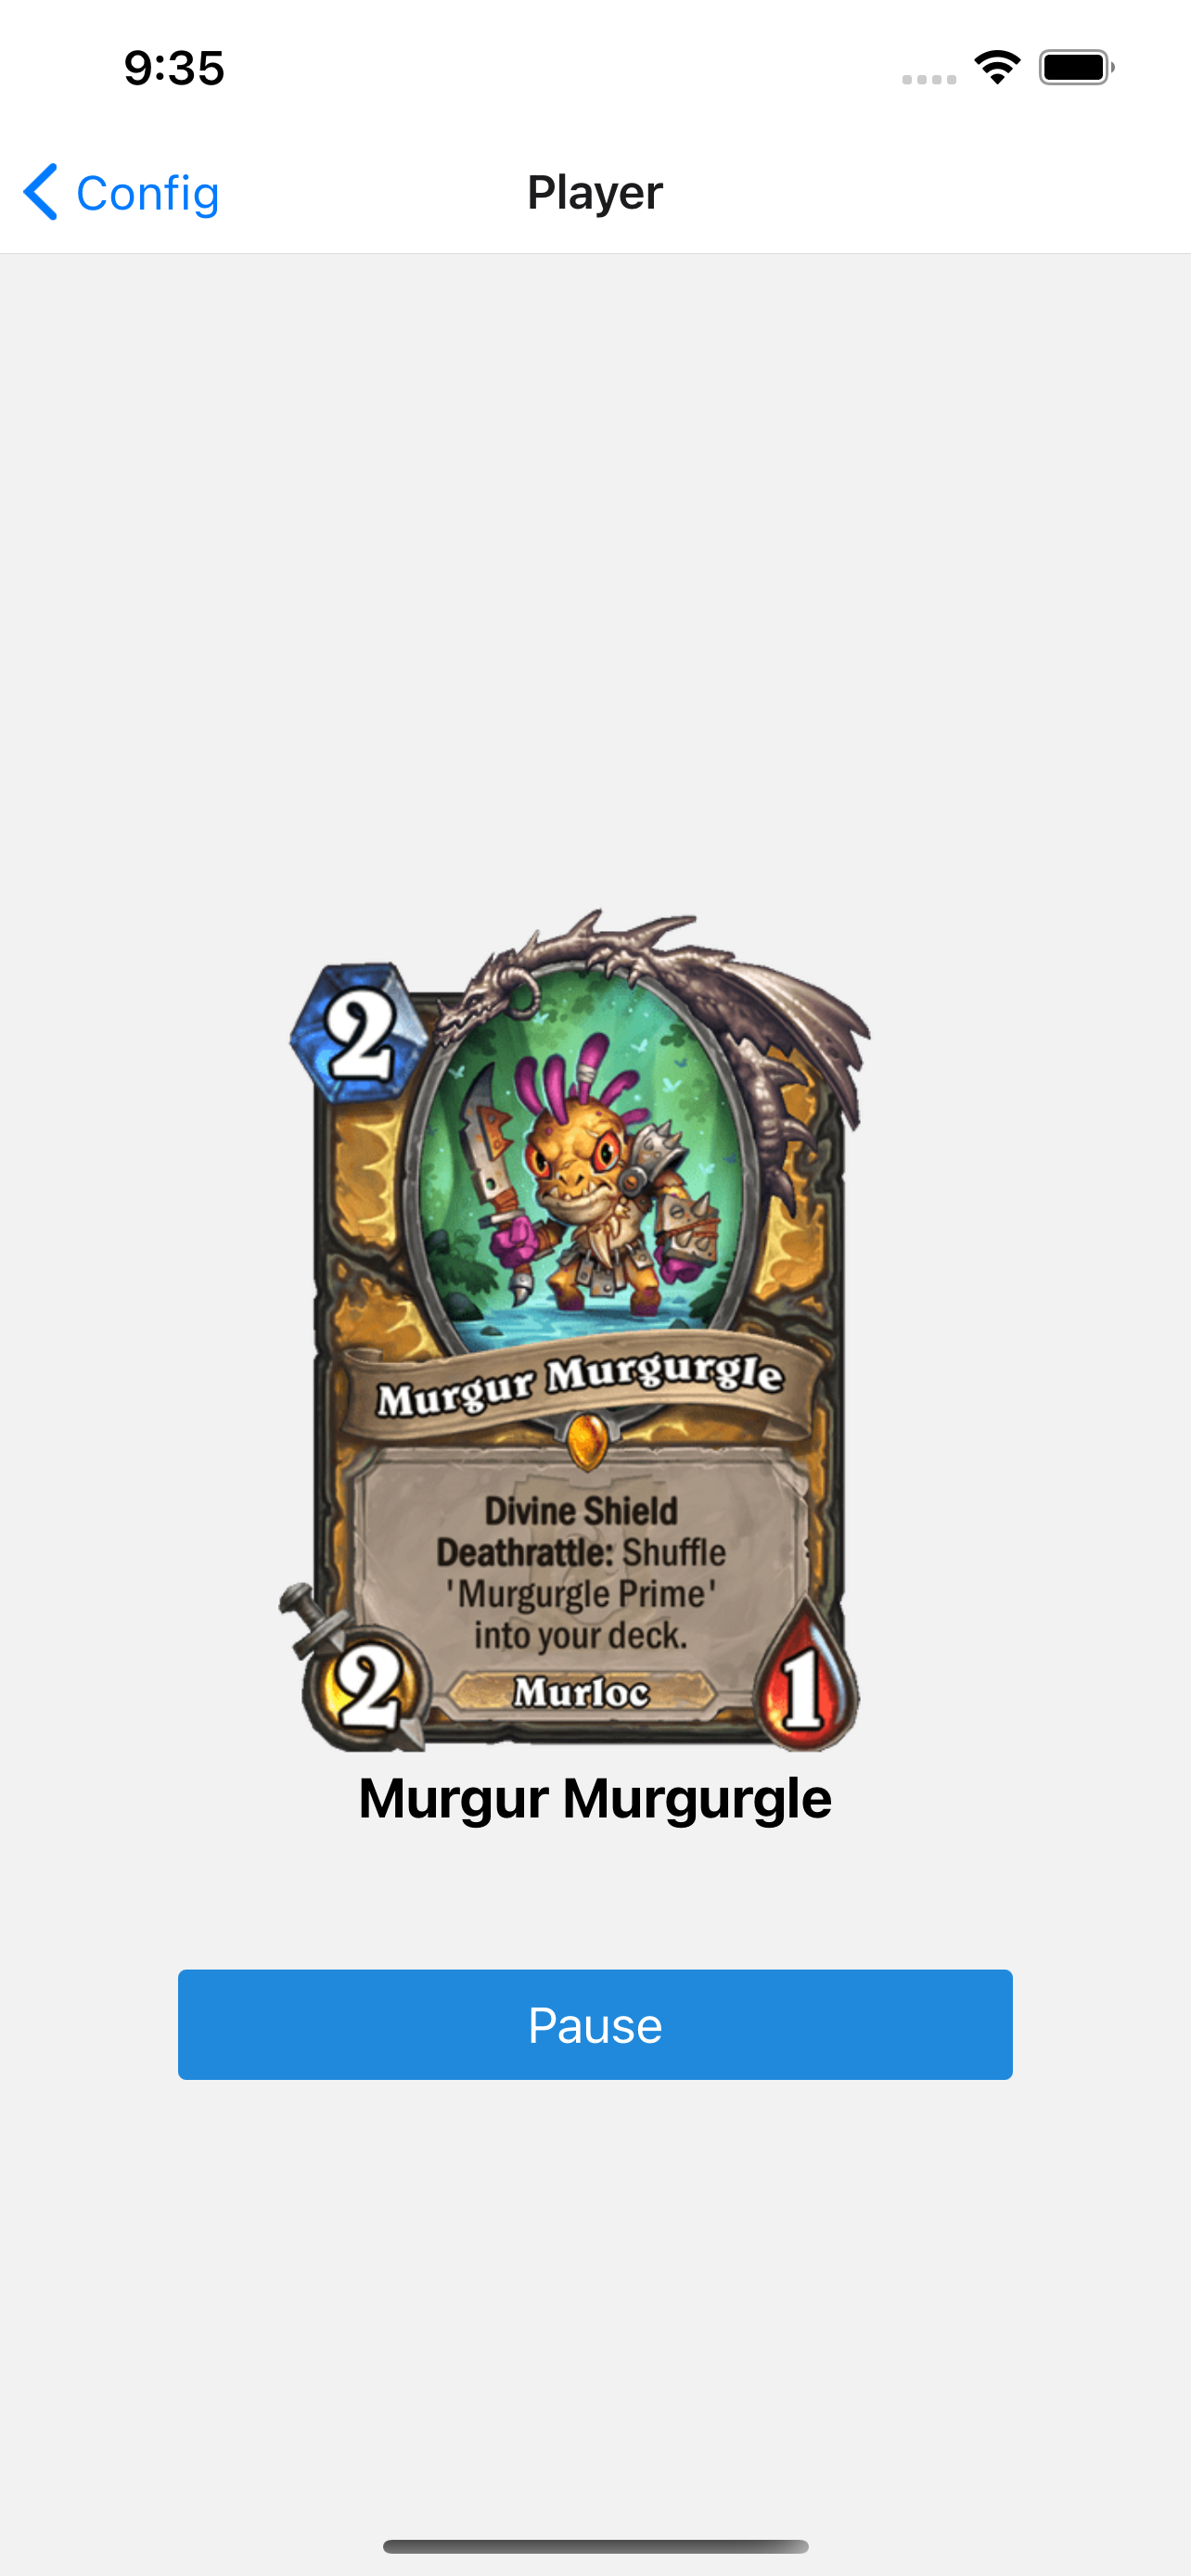 9:35
Config
Player
2
Murgur Murgurgle
Divine Shield
Deathrattle: Shuffle
'Murgurgle Prime'
into your deck.
2
Murloc
1
Murgur Murgurgle
Pause